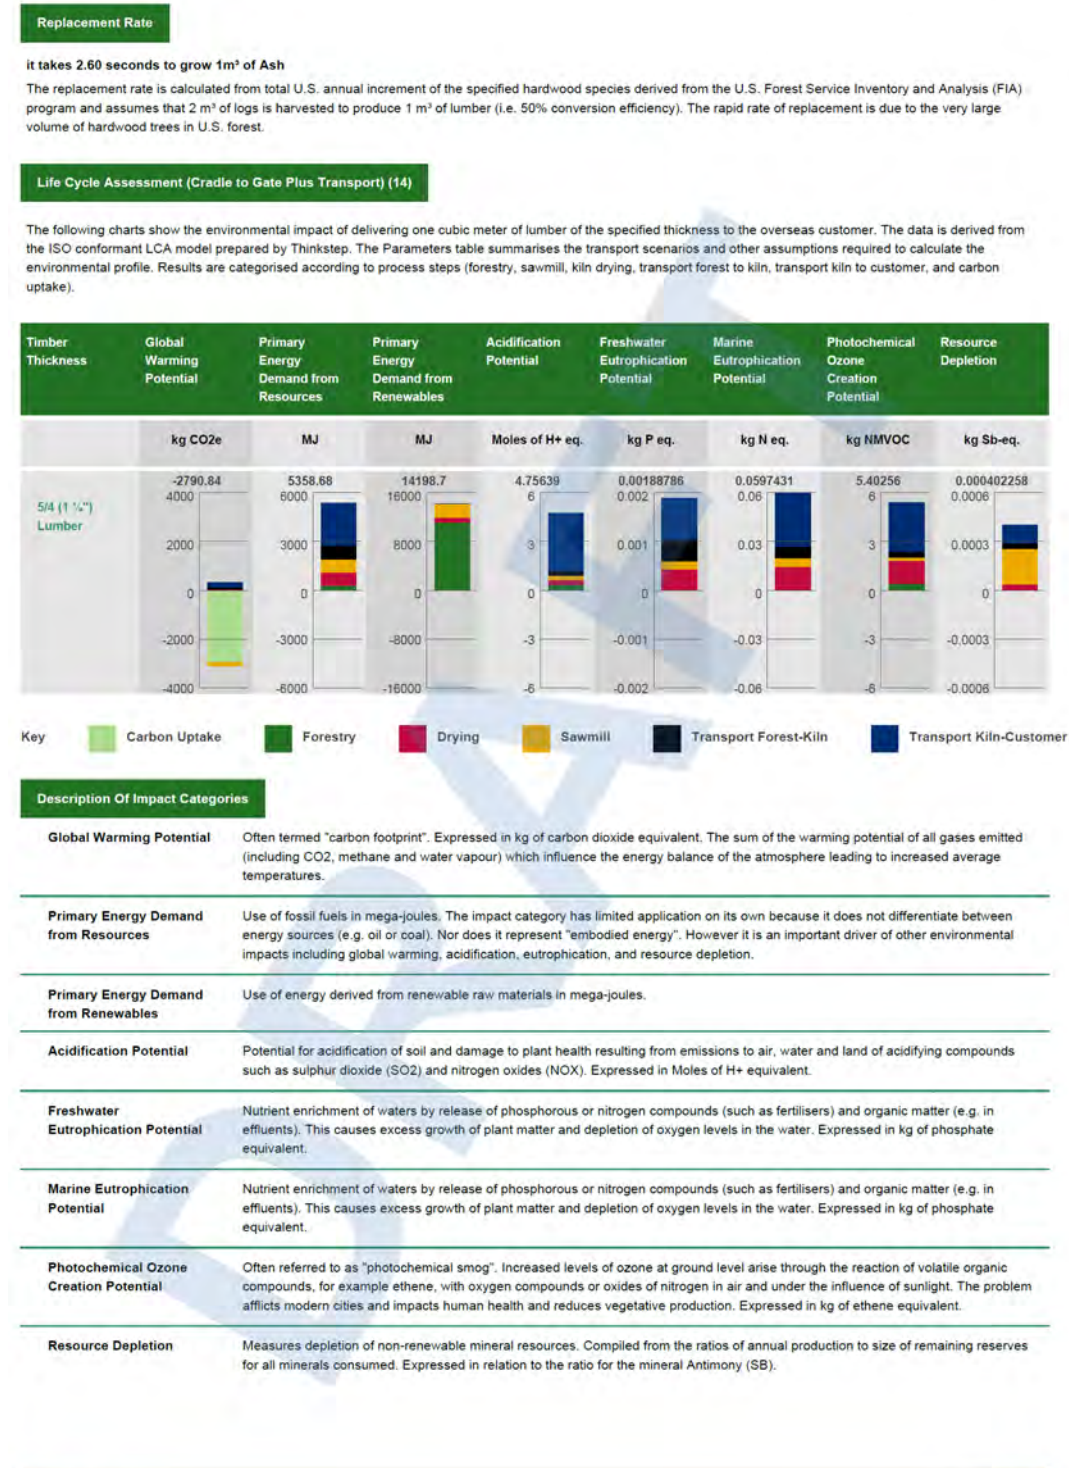 Replacement Rate
it takes 2.60 seconds to grow 1m³ of Ash
The replacement rate is calculated from total U.S. annual increment of the specified hardwood species derived from the U.S. Forest Service Inventory and Analysis (FIA)
program and assumes that 2 m³ of logs is harvested to produce 1 m³ of lumber (i.e. 50% conversion efficiency). The rapid rate of replacement is due to the very large
volume of hardwood trees in U.S. forest.
Life Cycle Assessment (Cradle to Gate Plus Transport) (14)
The following charts show the environmental impact of delivering one cubic meter of lumber of the specified thickness to the overseas customer. The data is derived from
the ISO conformant LCA model prepared by Thinkstep. The Parameters table summarises the transport scenarios and other assumptions required to calculate the
environmental profile. Results are categorised according to process steps (forestry, sawmill, kiln drying, transport forest to kiln, transport kiln to customer, and carbon
uptake).
Timber Global Primary Primary Acidification Freshwater Marine Photochemical Resource
Thickness Warming Energy Energy Potential Eutrophication Eutrophication Ozone Depletion
Potential Demand from Demand from Potential Potential Creation
Resources Renewables Potential
kg CO2e MJ MJ Moles of H+ eq. kg P eq. kg N eq. kg NMVOC kg Sb-eq.
-2790.84 5358.68 14198.7 4.75639 0.00188786 0.0597431 5.40256 0.000402258
4000 6000 16000 6 0.002 0.06 6 0.0006
5/4 (1 ¼")
Lumber
2000 3000 8000 3 0.001 0.03 3 0.0003
0 0 0 0 0 0 0 0
-2000 -3000 -8000 -3 -0.001 -0.03 -3 -0.0003
-4000 -6000 -16000 -6 -0.002 -0.06 -6 -0.0006
Key Carbon Uptake Forestry Drying Sawmill Transport Forest-Kiln Transport Kiln-Customer
Description Of Impact Categories
Global Warming Potential Often termed "carbon footprint". Expressed in kg of carbon dioxide equivalent. The sum of the warming potential of all gases emitted
(including CO2, methane and water vapour) which influence the energy balance of the atmosphere leading to increased average
temperatures.
Primary Energy Demand Use of fossil fuels in mega-joules. The impact category has limited application on its own because it does not differentiate between
from Resources energy sources (e.g. oil or coal). Nor does it represent "embodied energy". However it is an important driver of other environmental
impacts including global warming, acidification, eutrophication, and resource depletion.
Primary Energy Demand Use of energy derived from renewable raw materials in mega-joules.
from Renewables
Acidification Potential Potential for acidification of soil and damage to plant health resulting from emissions to air, water and land of acidifying compounds
such as sulphur dioxide (SO2) and nitrogen oxides (NOX). Expressed in Moles of H+ equivalent.
Freshwater Nutrient enrichment of waters by release of phosphorous or nitrogen compounds (such as fertilisers) and organic matter (e.g. in
Eutrophication Potential effluents). This causes excess growth of plant matter and depletion of oxygen levels in the water. Expressed in kg of phosphate
equivalent.
Marine Eutrophication Nutrient enrichment of waters by release of phosphorous or nitrogen compounds (such as fertilisers) and organic matter (e.g. in
Potential effluents). This causes excess growth of plant matter and depletion of oxygen levels in the water. Expressed in kg of phosphate
equivalent.
Photochemical Ozone Often referred to as "photochemical smog". Increased levels of ozone at ground level arise through the reaction of volatile organic
Creation Potential compounds, for example ethene, with oxygen compounds or oxides of nitrogen in air and under the influence of sunlight. The problem
afflicts modern cities and impacts human health and reduces vegetative production. Expressed in kg of ethene equivalent.
Resource Depletion Measures depletion of non-renewable mineral resources. Compiled from the ratios of annual production to size of remaining reserves
for all minerals consumed. Expressed in relation to the ratio for the mineral Antimony (SB).
DRAFT